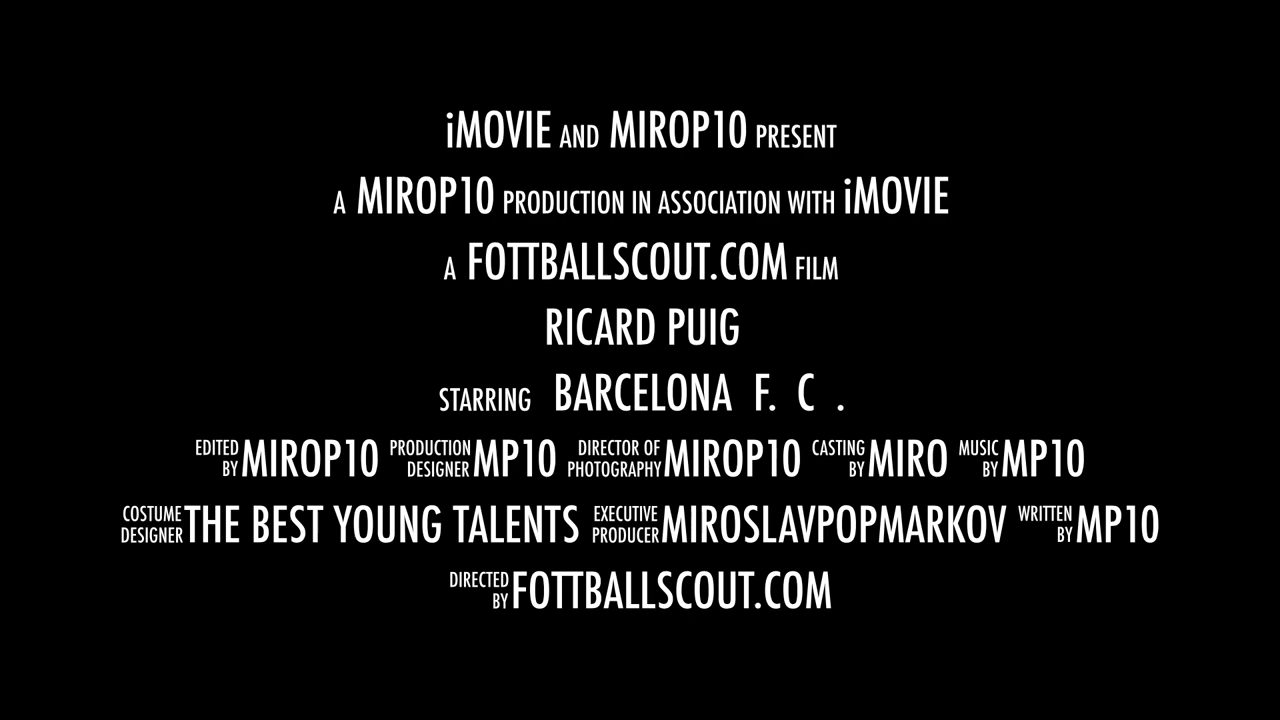 iMOVIE AND MIROP10 PRESENT
A MIROP10 PRODUCTION IN ASSOCIATION WITH iMOVIE
A FOTTBALLSCOUT.COM FILM
RICARD PUIG
STARRING BARCELONA F. C .
EDITED BY MIROP10 PRODUCTION DESIGNER MP10 DIRECTOR OF PHOTOGRAPHY MIROP10 CASTING BY MIRO MUSIC BY MP10
COSTUME DESIGNER THE BEST YOUNG TALENTS EXECUTIVE PRODUCER MIROSLAVPOPMARKOV WRITTEN BY MP10
DIRECTED BY FOTTBALLSCOUT.COM